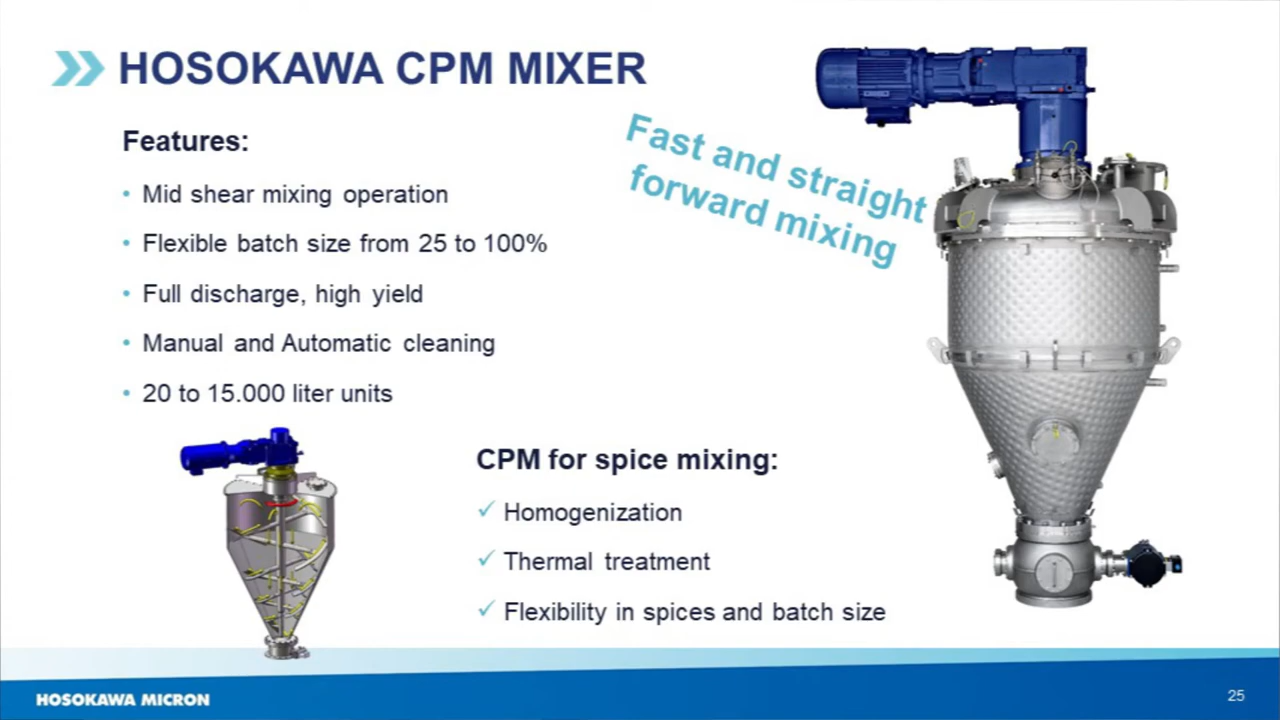 HOSOKAWA CPM MIXER
Features:
• Mid shear mixing operation
• Flexible batch size from 25 to 100%
• Full discharge, high yield
• Manual and Automatic cleaning
• 20 to 15.000 liter units
Fast and straight
forward mixing
CPM for spice mixing:
✓ Homogenization
✓ Thermal treatment
✓ Flexibility in spices and batch size
HOSOKAWA MICRON
25